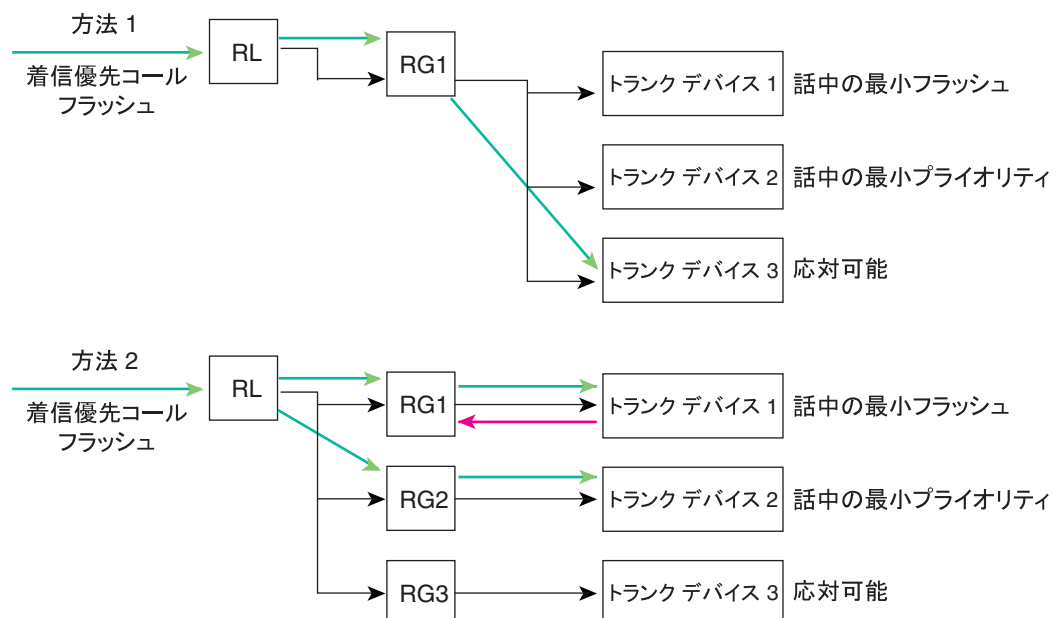 方法 1
着信優先コール
フラッシュ
RL
RG1
トランク デバイス 1
話中の最小フラッシュ
トランク デバイス 2
話中の最小プライオリティ
トランク デバイス 3
応対可能
方法 2
着信優先コール
フラッシュ
RL
RG1
トランク デバイス 1
話中の最小フラッシュ
RG2
トランク デバイス 2
話中の最小プライオリティ
RG3
トランク デバイス 3
応対可能